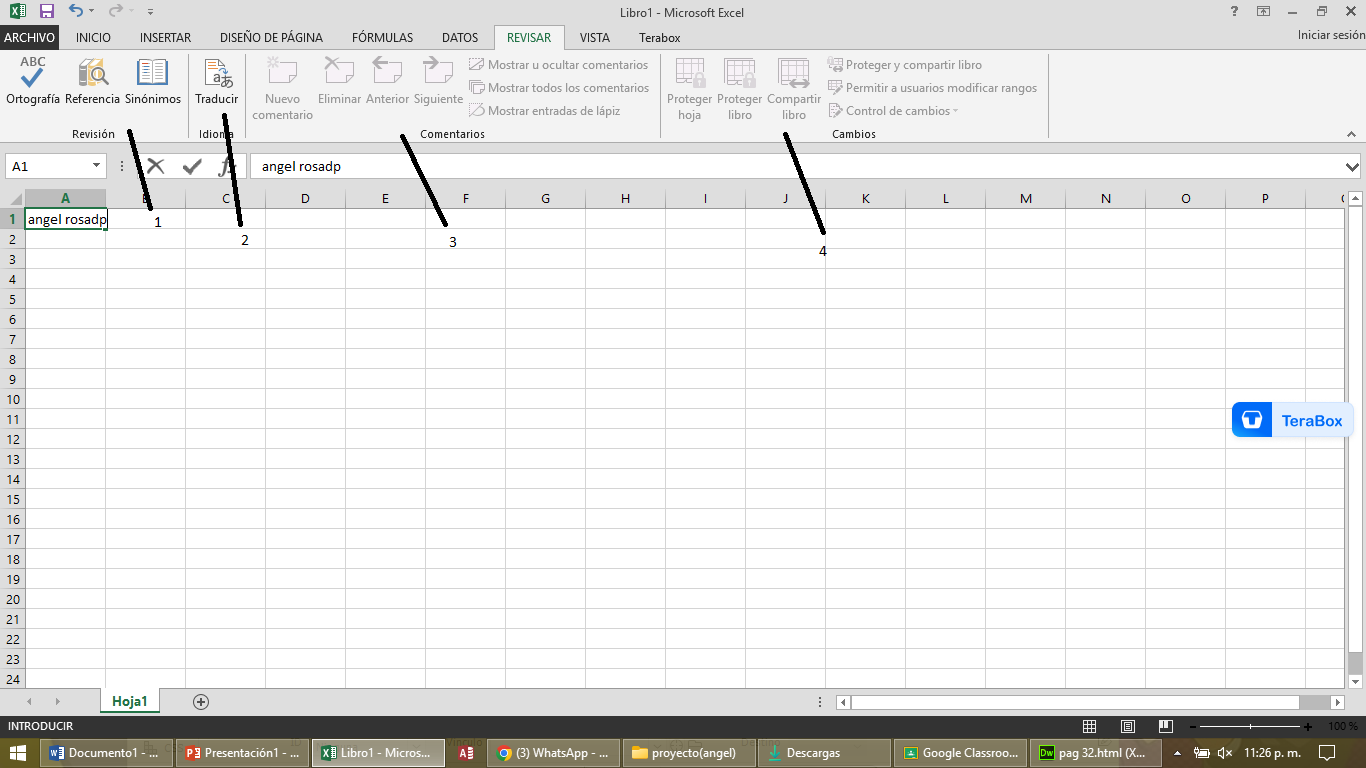 Libro1 - Microsoft Excel
?
ARCHIVO INICIO INSERTAR DISEÑO DE PÁGINA FÓRMULAS DATOS REVISAR VISTA Terabox Iniciar sesión
ABC
Ortografía Referencia Sinónimos Traducir Nuevo comentario Eliminar Anterior Siguiente
Mostrar u ocultar comentarios
Mostrar todos los comentarios
Mostrar entradas de lápiz
Proteger hoja Proteger libro Compartir libro
Proteger y compartir libro
Permitir a usuarios modificar rangos
Control de cambios
Revisión Idioma Comentarios Cambios
A1 angel rosadp
A C D E F G H I J K L M N O P
1 angel rosadp 1
2 2 3
3 4
4
5
6
7
8
9
10
11
TeraBox
12
13
14
15
16
17
18
19
20
21
22
23
24
Hoja1
INTRODUCIR 100 %
Documento1 - ... Presentación1 - ... Libro1 - Micros... (3) WhatsApp - ... proyecto(angel) Descargas Google Classroo... Dw pag 32.html (X... 11:26 p. m.